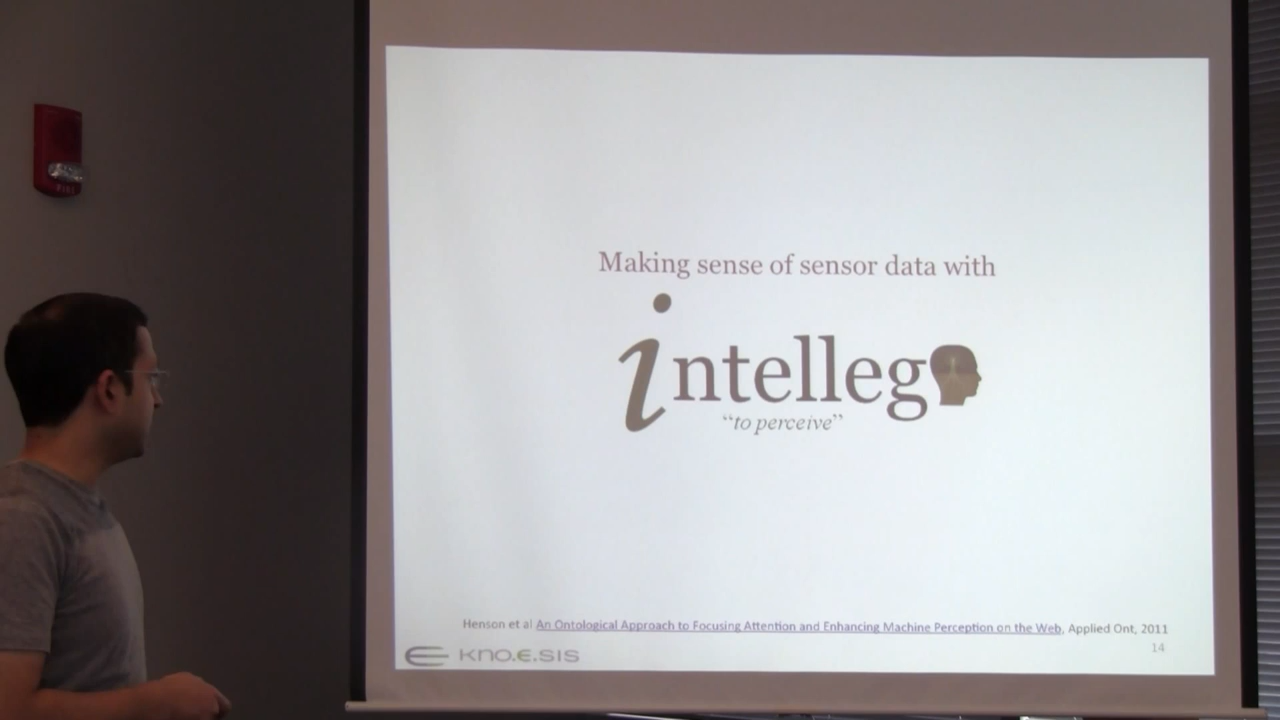 FIRE
Making sense of sensor data with
intellego
“to perceive”
Henson et al An Ontological Approach to Focusing Attention and Enhancing Machine Perception on the Web, Applied Ont, 2011
14
KNO.E.SIS